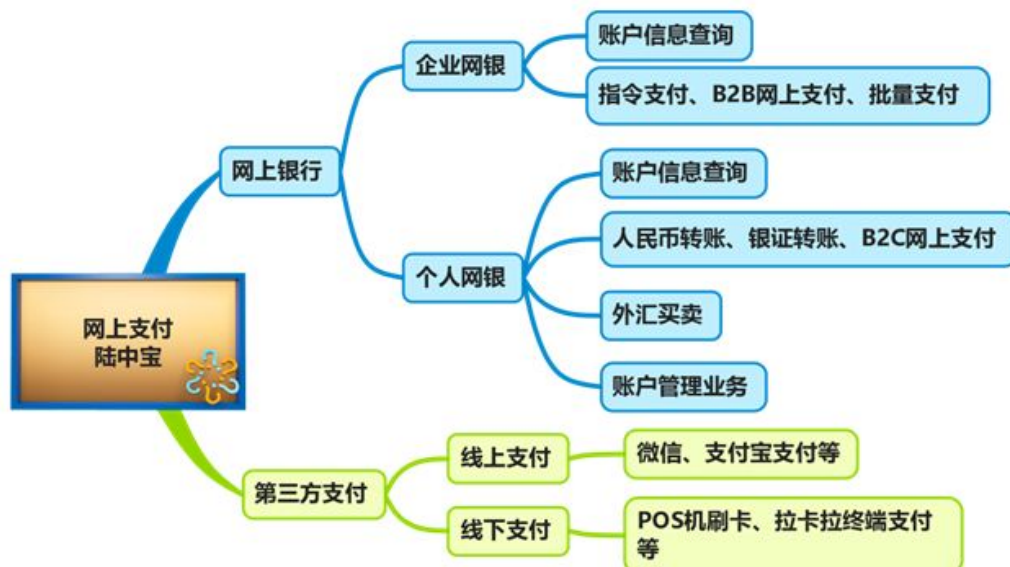 网上支付
陆中宝
网上银行
企业网银
账户信息查询
指令支付、B2B网上支付、批量支付
个人网银
账户信息查询
人民币转账、银证转账、B2C网上支付
外汇买卖
账户管理业务
第三方支付
线上支付
微信、支付宝支付等
线下支付
POS机刷卡、拉卡拉终端支付
等